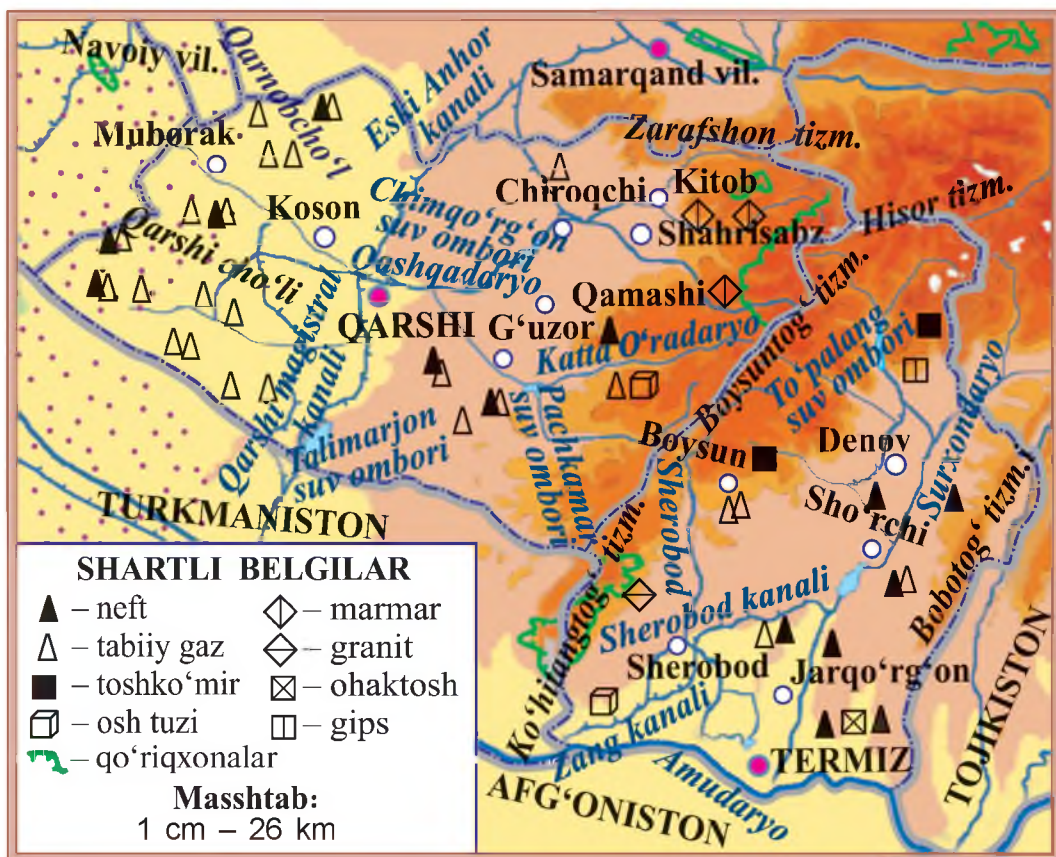 Navoiy vil.
Qarnobcho‘l
Eski Anhor
kanali
Samarqand vil.
Muborak
Zarafshon tizm.
Chiroqchi
Kitob
Koson
Chimqo‘rg‘on
suv ombori
Shahrisabz
Hisor tizm.
Qarshi cho‘li
Qashqadaryo
Qamashi
QARSHI
G‘uzor
Katta O‘radaryo
Boysuntog‘ tizm.
To‘palang
suv ombori
Qarshi magistral
kanali
Talimarjon
suv ombori
Pachkamar
suv ombori
Boysun
Denov
Surxondaryo
Sherobod
Sho‘rchi
TURKMANISTON
Ko‘hitangtog‘ tizm.
Sherobod kanali
Bobotog‘ tizm.
Sherobod
Jarqo‘rg‘on
Zang kanali
TERMIZ
TOJIKISTON
AFG‘ONISTON
Amudaryo
SHARTLI BELGILAR
– neft
– marmar
– tabiiy gaz
– granit
– toshko‘mir
– ohaktosh
– osh tuzi
– gips
– qo‘riqxonalar
Masshtab:
1 cm – 26 km